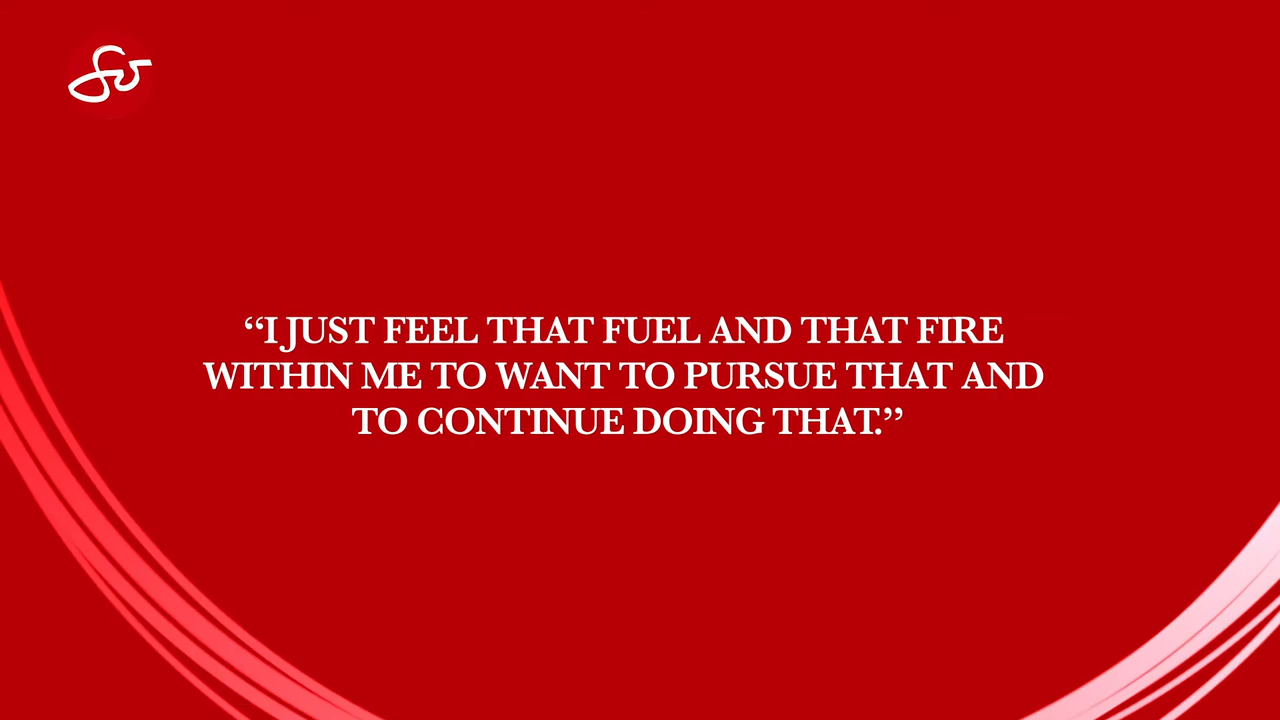 “I JUST FEEL THAT FUEL AND THAT FIRE
WITHIN ME TO WANT TO PURSUE THAT AND
TO CONTINUE DOING THAT.”